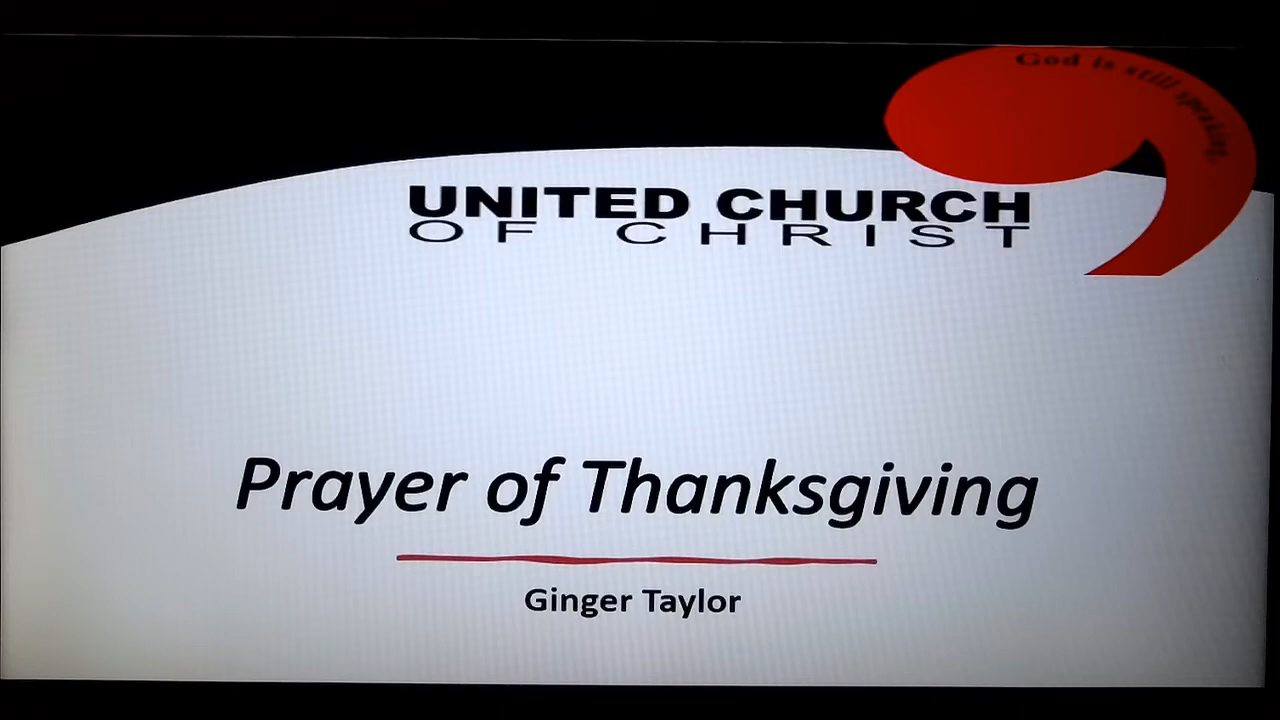 God is still speaking
UNITED CHURCH
OF CHRIST
Prayer of Thanksgiving
Ginger Taylor